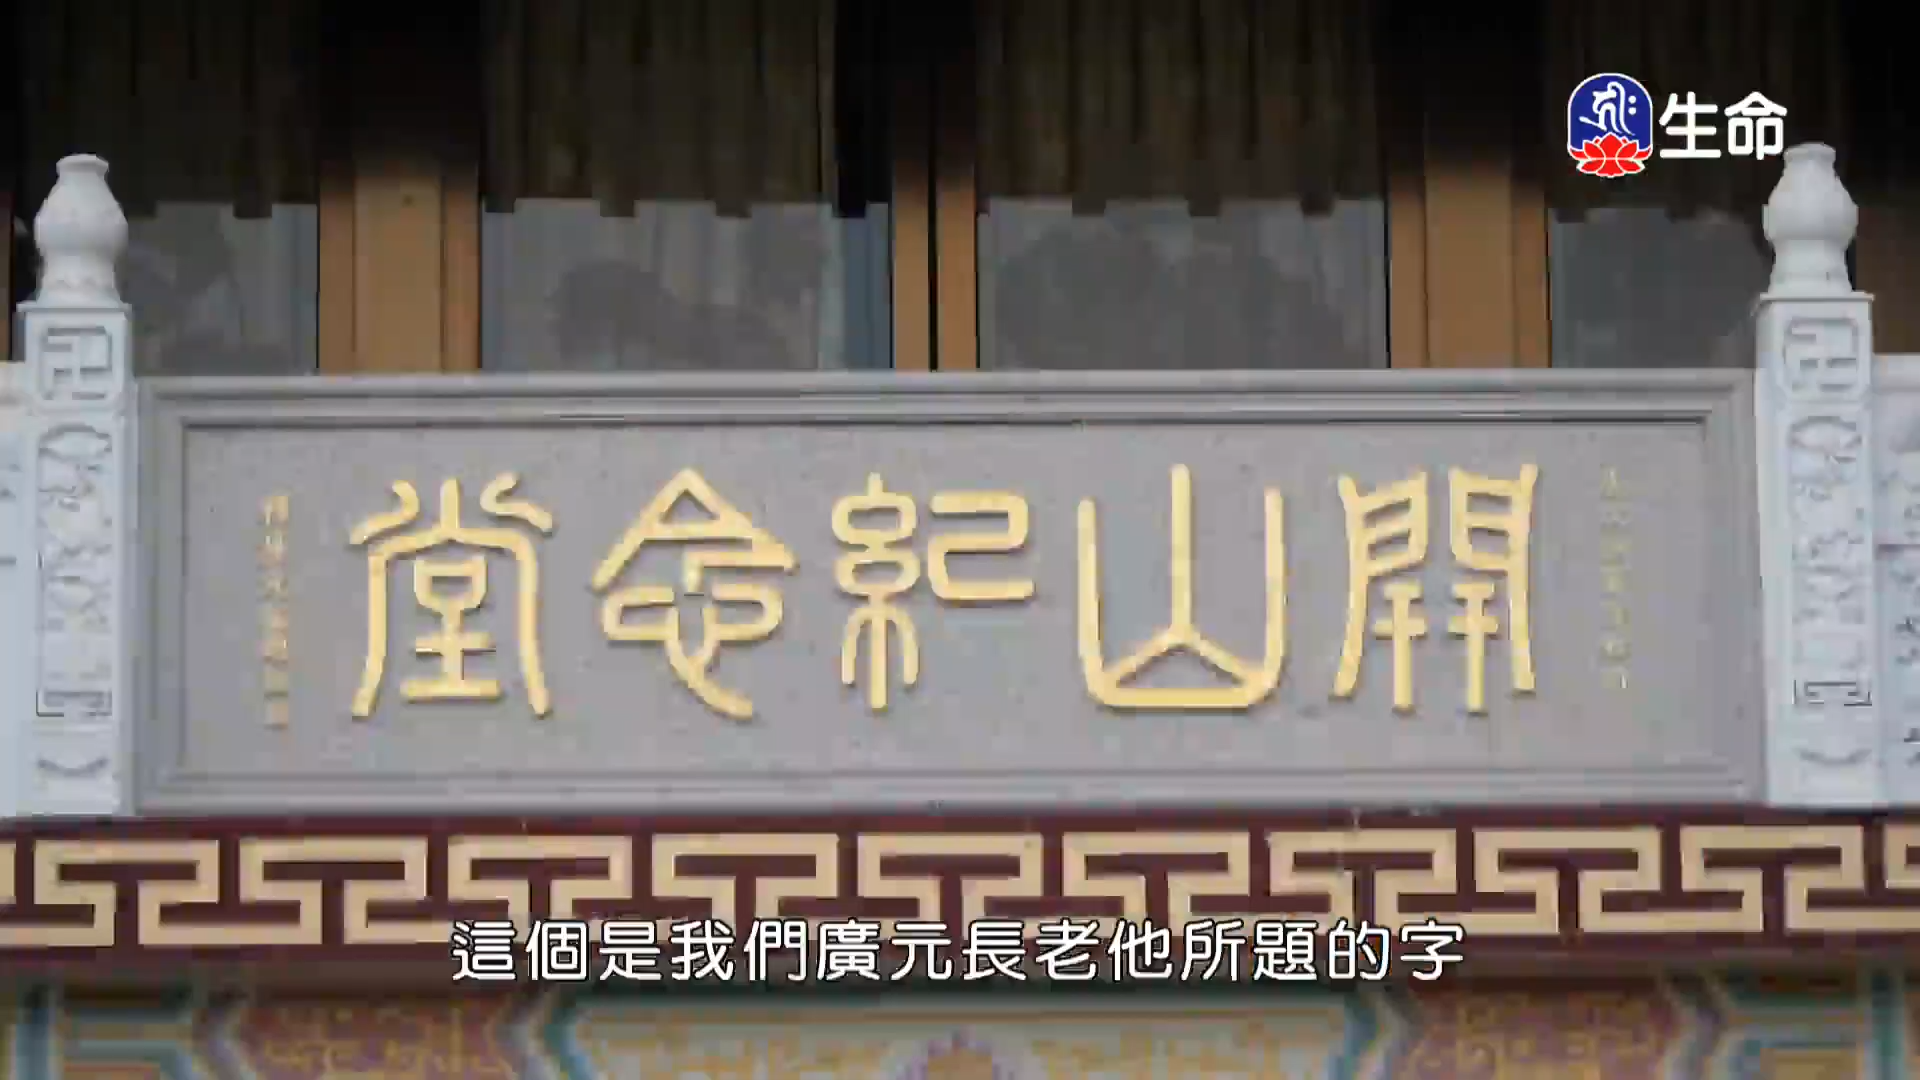 生命
開山紀念堂
這個是我們廣元長老他所題的字